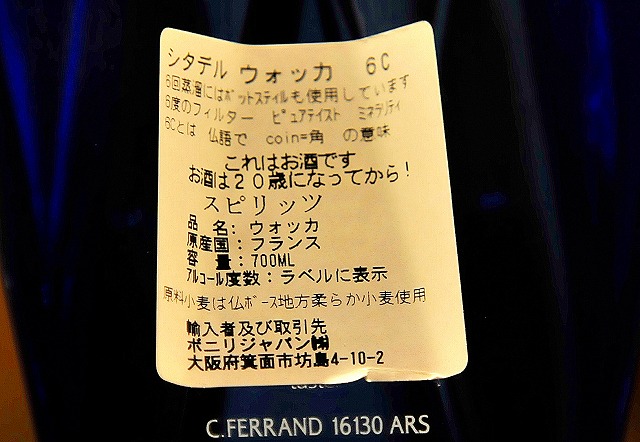 シタデル ウォッカ 6C
6回蒸溜にはポットスティルも使用しています
6度のフィルター ピュアテイスト ミネラリティ
6Cとは 仏語で coin=角 の意味
これはお酒です
お酒は20歳になってから!
スピリッツ
品 名:ウォッカ
原産国:フランス
容 量:700ML
アルコール度数:ラベルに表示
原料小麦は仏ボース地方柔らか小麦使用
輸入者及び取引先
ボニリジャパン㈱
大阪府箕面市坊島4-10-2
C.FERRAND 16130 ARS